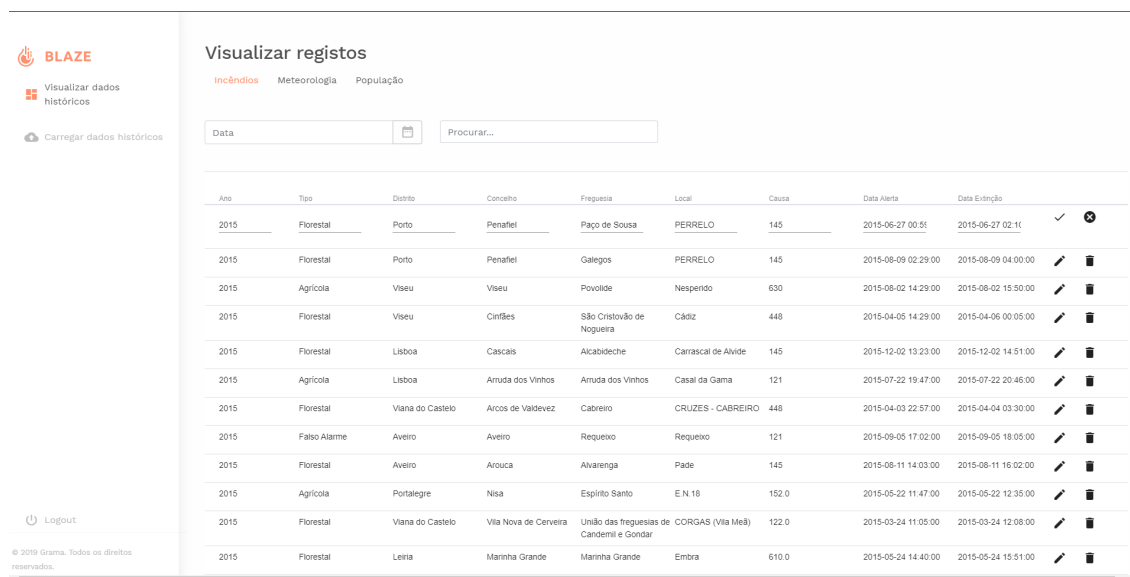 BLAZE
Visualizar dados
históricos
Carregar dados históricos
Logout
© 2019 Grama. Todos os direitos
reservados.
Visualizar registos
Incêndios Meteorologia População
Data Procurar...
Ano Tipo Distrito Concelho Freguesia Local Causa Data Alerta Data Extinção
2015 Florestal Porto Penafiel Paço de Sousa PERRELO 145 2015-06-27 00:59 2015-06-27 02:10
2015 Florestal Porto Penafiel Galegos PERRELO 145 2015-08-09 02:29:00 2015-08-09 04:00:00
2015 Agrícola Viseu Viseu Povolide Nesperido 630 2015-08-02 14:29:00 2015-08-02 15:50:00
2015 Florestal Viseu Cinfães São Cristovão de Cádiz 448 2015-04-05 14:29:00 2015-04-06 00:05:00
Nogueira
2015 Florestal Lisboa Cascais Alcabideche Carrascal de Alvide 145 2015-12-02 13:23:00 2015-12-02 14:51:00
2015 Agrícola Lisboa Arruda dos Vinhos Arruda dos Vinhos Casal da Gama 121 2015-07-22 19:47:00 2015-07-22 20:46:00
2015 Florestal Viana do Castelo Arcos de Valdevez Cabreiro CRUZES - CABREIRO 448 2015-04-03 22:57:00 2015-04-04 03:30:00
2015 Falso Alarme Aveiro Aveiro Requeixo Requeixo 121 2015-09-05 17:02:00 2015-09-05 18:05:00
2015 Florestal Aveiro Arouca Alvarenga Pade 145 2015-08-11 14:03:00 2015-08-11 16:02:00
2015 Agrícola Portalegre Nisa Espírito Santo E.N.18 152.0 2015-05-22 11:47:00 2015-05-22 12:35:00
2015 Florestal Viana do Castelo Vila Nova de Cerveira União das freguesias de CORGAS (Vila Meã) 122.0 2015-03-24 11:05:00 2015-03-24 12:08:00
Candemil e Gondar
2015 Florestal Leiria Marinha Grande Marinha Grande Embra 610.0 2015-05-24 14:40:00 2015-05-24 15:51:00